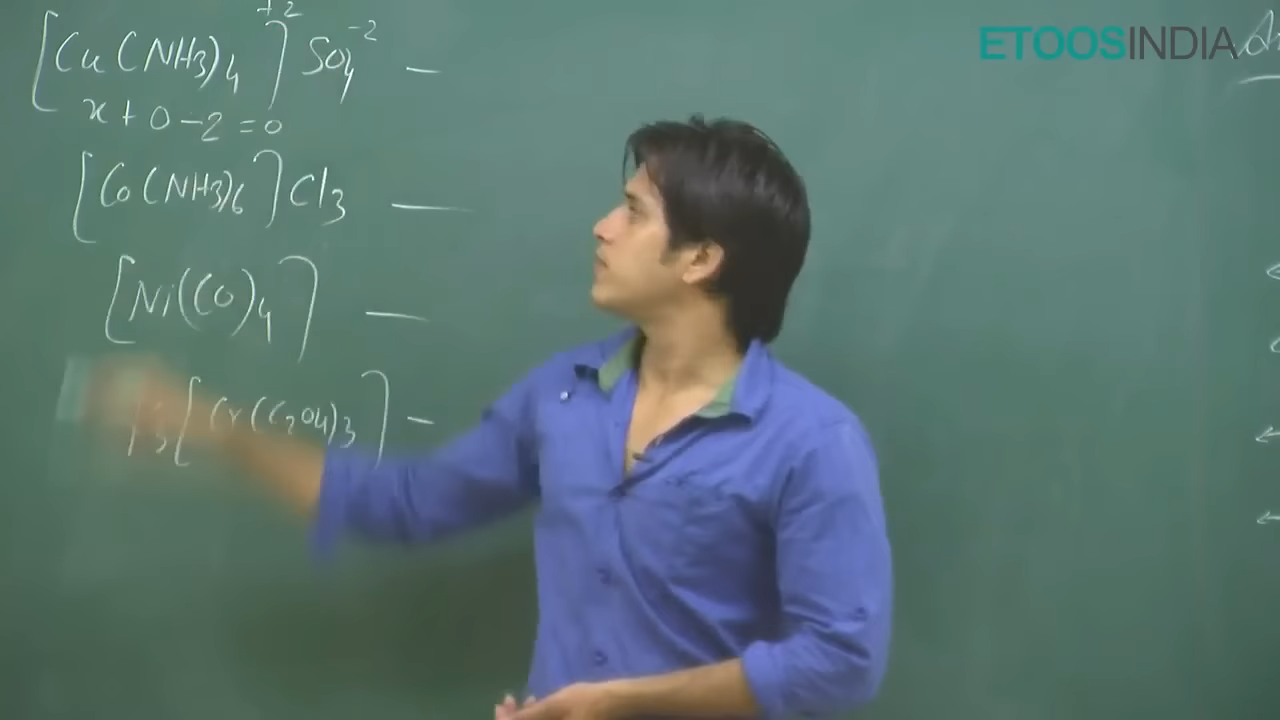 [Cu(NH3)4]+2 SO4-2 –
x + 0 - 2 = 0
[Co(NH3)6]Cl3 —
[Ni(CO)4] —
3[Cr(C2O4)3] –
ETOOSINDIA